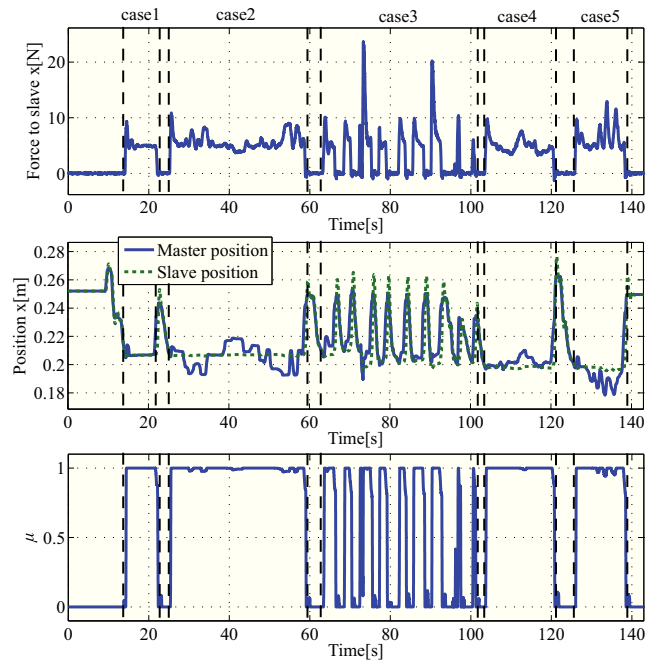 case1 case2 case3 case4 case5
Force to slave x[N]
20
10
0
0 20 40 60 80 100 120 140
Time[s]
Position x[m]
0.28
0.26
0.24
0.22
0.2
0.18
Master position
Slave position
0 20 40 60 80 100 120 140
Time[s]
μ
1
0.5
0
0 20 40 60 80 100 120 140
Time[s]